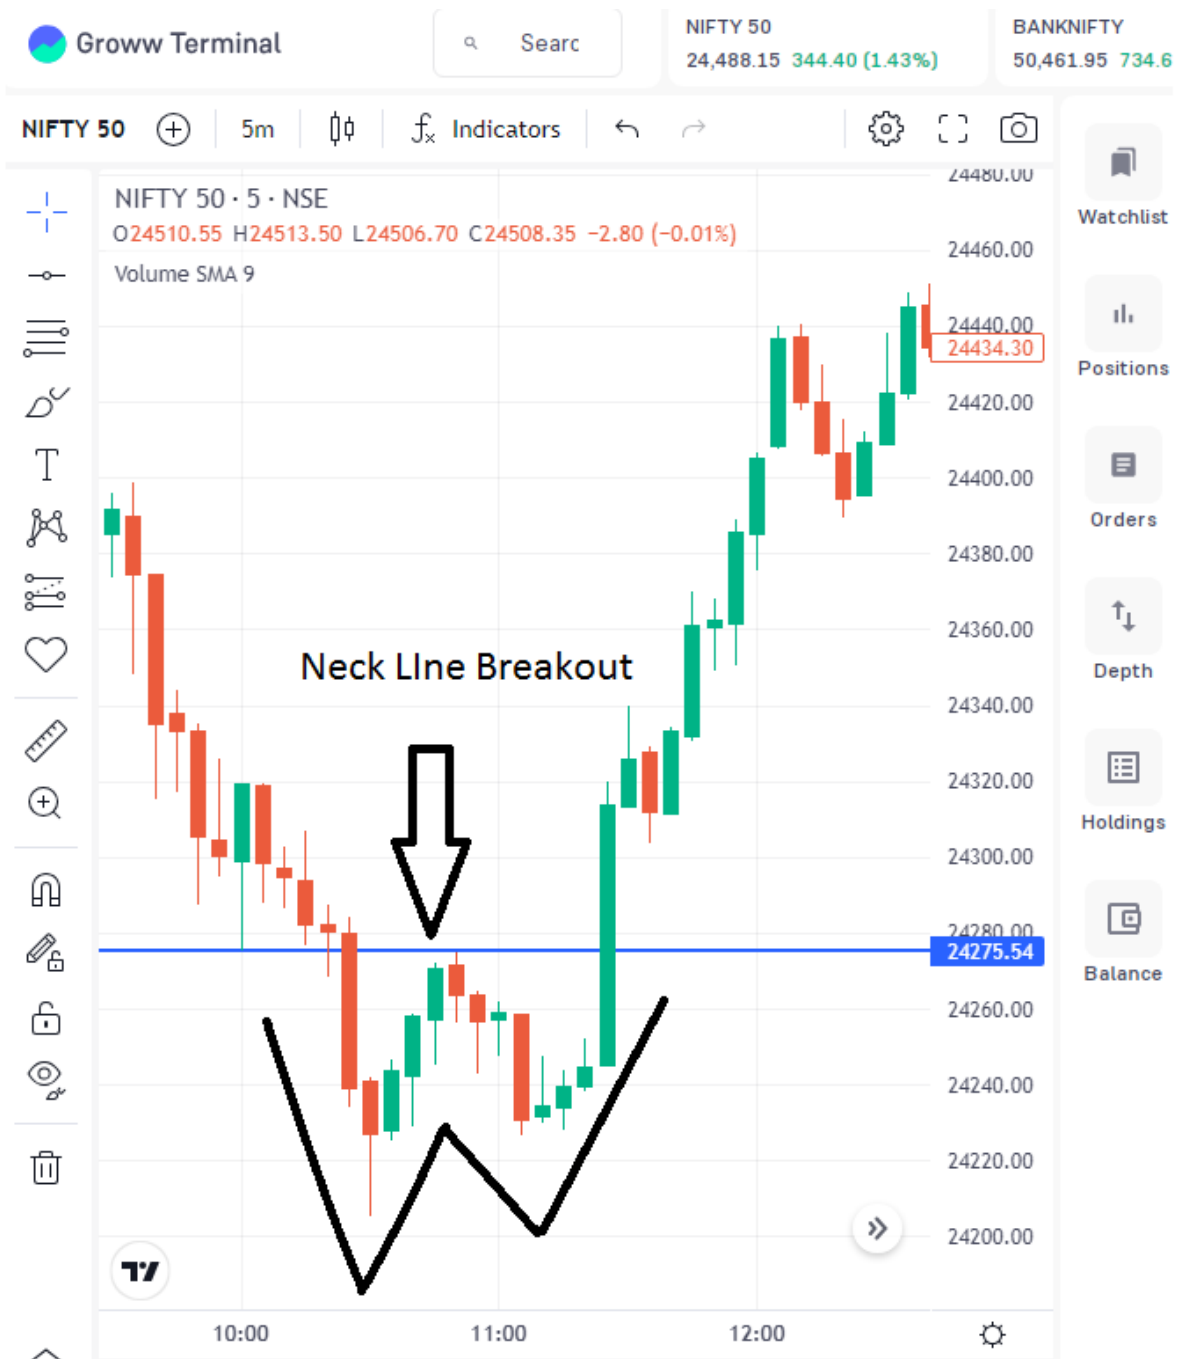 Groww Terminal
Searc
NIFTY 50
24,488.15 344.40 (1.43%)
BANKNIFTY
50,461.95 734.6
NIFTY 50
5m
Indicators
NIFTY 50 · 5 · NSE
O24510.55 H24513.50 L24506.70 C24508.35 −2.80 (−0.01%)
Volume SMA 9
Neck LIne Breakout
24480.00
24460.00
24440.00
24434.30
24420.00
24400.00
24380.00
24360.00
24340.00
24320.00
24300.00
24280.00
24275.54
24260.00
24240.00
24220.00
24200.00
10:00
11:00
12:00
Watchlist
Positions
Orders
Depth
Holdings
Balance